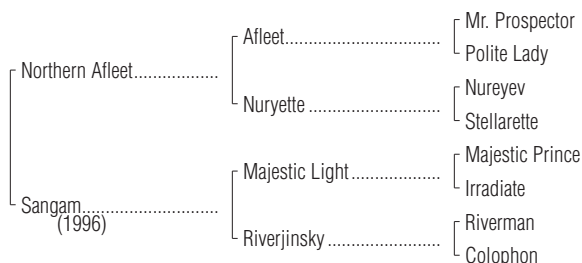 Mr. Prospector
Afleet
Polite Lady
Northern Afleet
Nureyev
Nuryette
Stellarette
Majestic Prince
Majestic Light
Irradiate
Sangam
(1996)
Riverman
Riverjinsky
Colophon